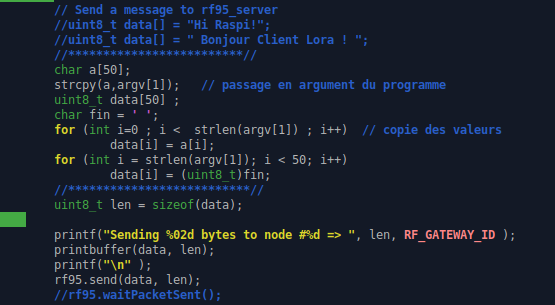 // Send a message to rf95_server
//uint8_t data[] = "Hi Raspi!";
//uint8_t data[] = " Bonjour Client Lora ! ";
//*************************//
char a[50];
strcpy(a,argv[1]);   // passage en argument du programme
uint8_t data[50] ;
char fin = ' ';
for (int i=0 ; i <  strlen(argv[1]) ; i++)  // copie des valeurs
        data[i] = a[i];
for (int i = strlen(argv[1]); i < 50; i++)
        data[i] = (uint8_t)fin;
//**************************//
uint8_t len = sizeof(data);
printf("Sending %02d bytes to node #%d => ", len, RF_GATEWAY_ID );
printbuffer(data, len);
printf("\n" );
rf95.send(data, len);
//rf95.waitPacketSent();